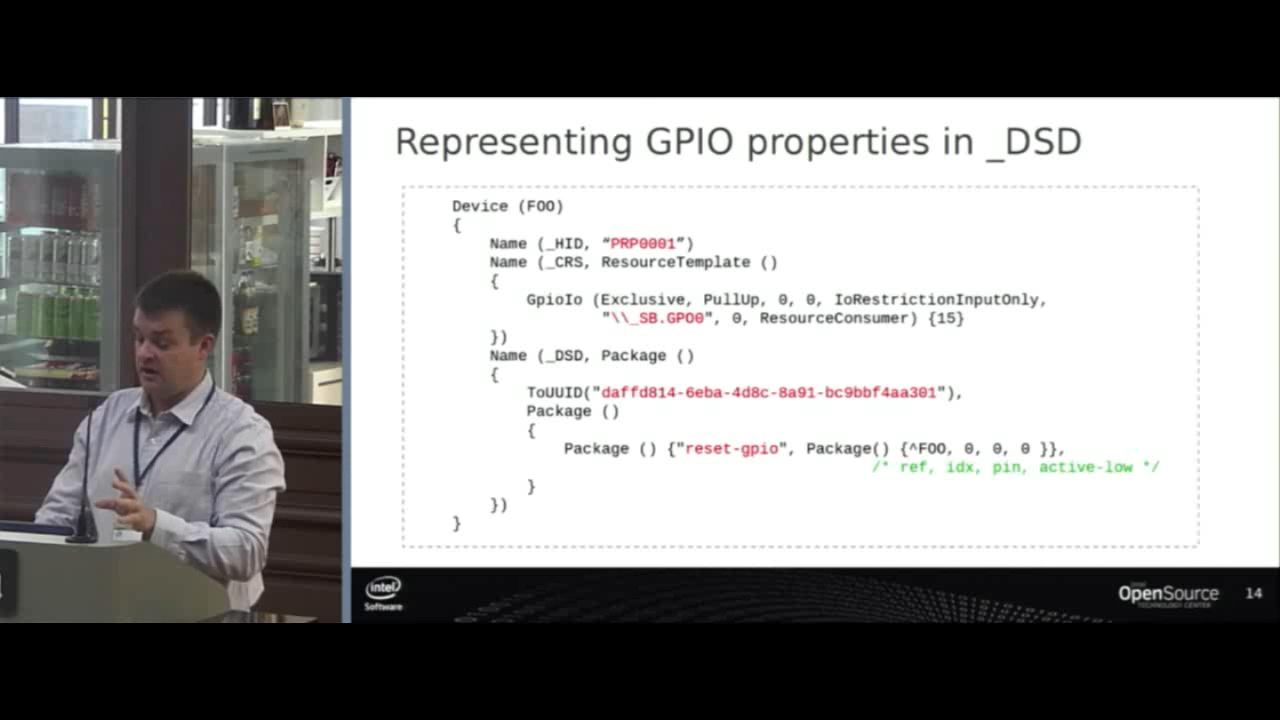 Representing GPIO properties in _DSD
Device (FOO)
{
Name (_HID, “PRP0001”)
Name (_CRS, ResourceTemplate ()
{
GpioIo (Exclusive, PullUp, 0, 0, IoRestrictionInputOnly,
"\\_SB.GPO0", 0, ResourceConsumer) {15}
})
Name (_DSD, Package ()
{
ToUUID("daffd814-6eba-4d8c-8a91-bc9bbf4aa301"),
Package ()
{
Package () {"reset-gpio", Package() {^FOO, 0, 0, 0 }},
/* ref, idx, pin, active-low */
}
})
}
intel
Software
OpenSource
TECHNOLOGY CENTER
14